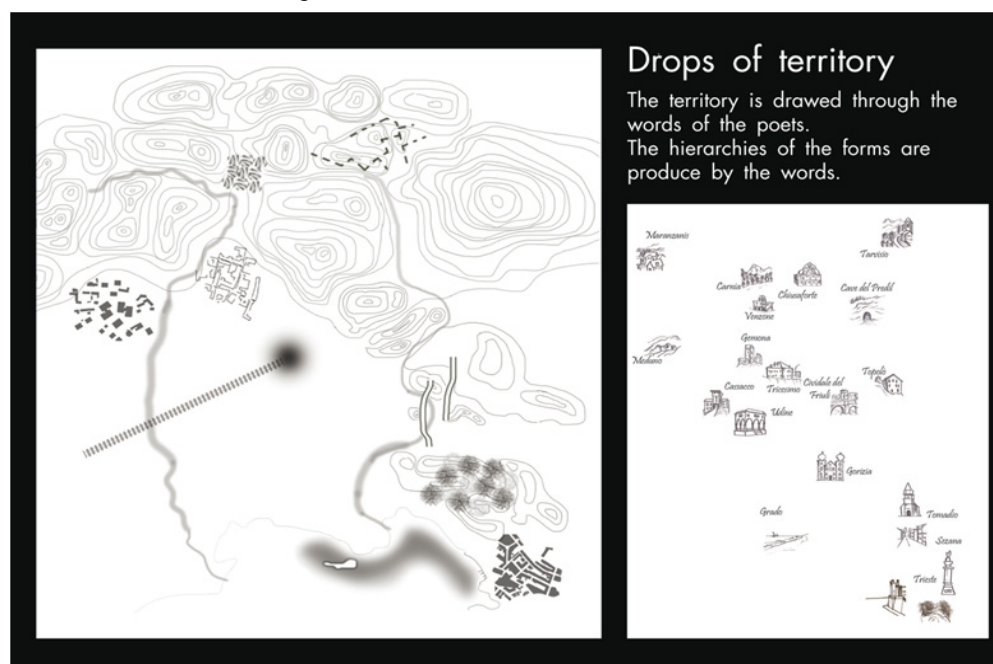 Drops of territory
The territory is drawed through the
words of the poets.
The hierarchies of the forms are
produce by the words.
Maranzanis
Tarvisio
Carnia
Chiusaforte
Cave del Predil
Venzone
Gemona
Meduno
Tricesimo
Cividale del
Friuli
Topolò
Cassacco
Udine
Gorizia
Grado
Tomadio
Sezana
Trieste